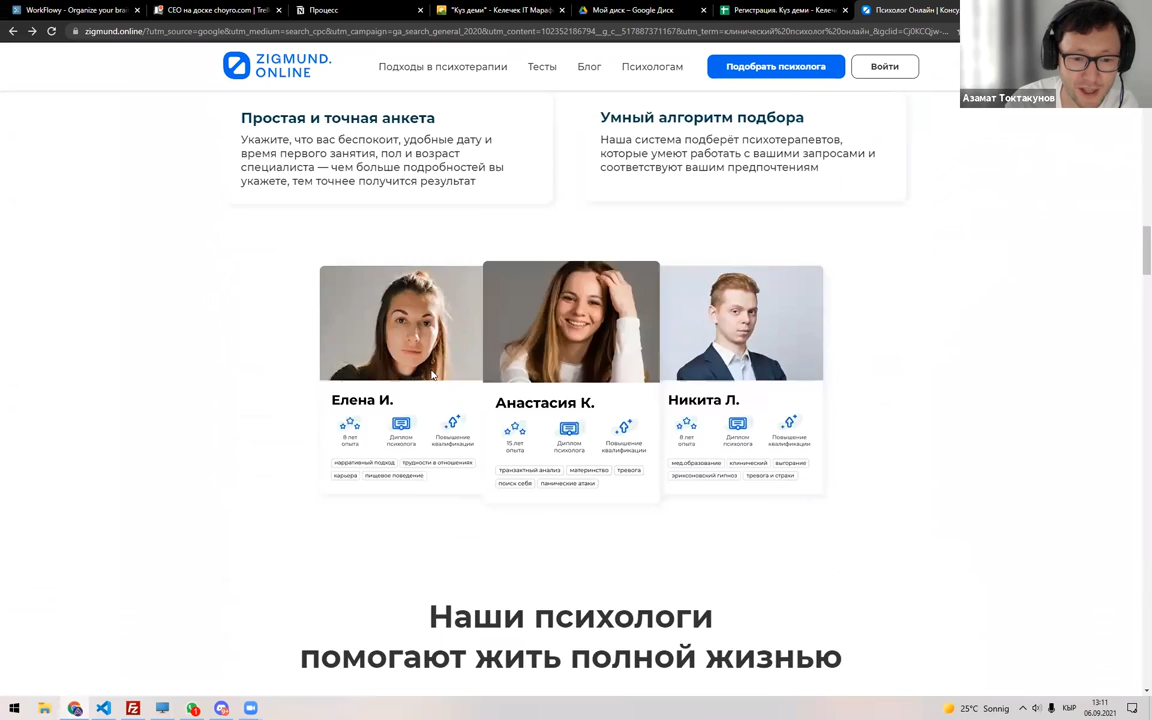 WorkFlowy - Organize your brai
СЕО на доске choyro.com | Trell
Процесс
"Күз деми" - Келечек IT Мараф
Мой диск – Google Диск
Регистрация. Күз деми - Келеч
Психолог Онлайн | Конс
zigmund.online/?utm_source=google&utm_medium=search_cpc&utm_campaign=ga_search_general_2020&utm_content=102352186794__g_c__517887371167&utm_term=клинический%20психолог%20онлайн_&gclid=Cj0KCQjw-...
ZIGMUND.
ONLINE
Подходы в психотерапии
Тесты
Блог
Психологам
Подобрать психолога
Войти
Азамат Токтакунов
Простая и точная анкета
Укажите, что вас беспокоит, удобные дату и
время первого занятия, пол и возраст
специалиста — чем больше подробностей вы
укажете, тем точнее получится результат
Умный алгоритм подбора
Наша система подберёт психотерапевтов,
которые умеют работать с вашими запросами и
соответствуют вашим предпочтениям
Елена И.
8 лет
опыта
Диплом
психолога
Повышение
квалификации
нарративный подход
трудности в отношениях
карьера
пищевое поведение
Анастасия К.
15 лет
опыта
Диплом
психолога
Повышение
квалификации
транзактный анализ
материнство
тревога
поиск себя
панические атаки
Никита Л.
8 лет
опыта
Диплом
психолога
Повышение
квалификации
мед.образование
клинический
выгорание
эриксоновский гипноз
тревога и страхи
Наши психологи
помогают жить полной жизнью
25°C Sonnig
КЫР
13:11
06.09.2021